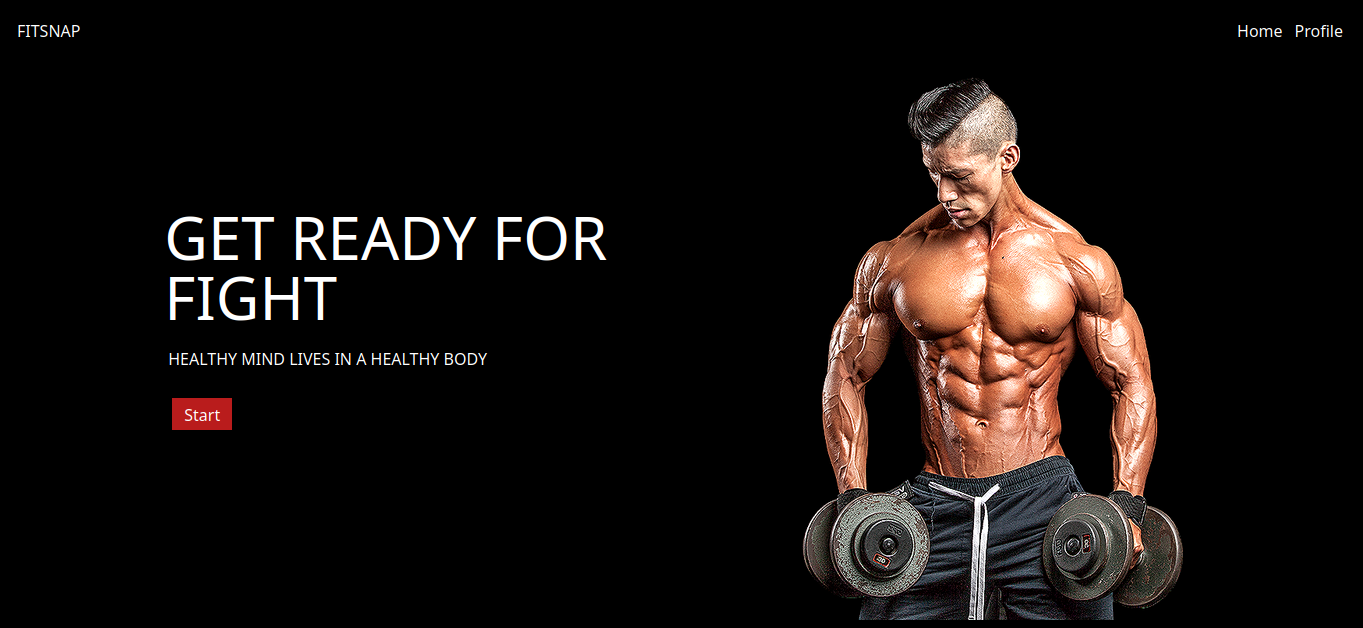 FITSNAP
Home Profile
GET READY FOR
FIGHT
HEALTHY MIND LIVES IN A HEALTHY BODY
Start